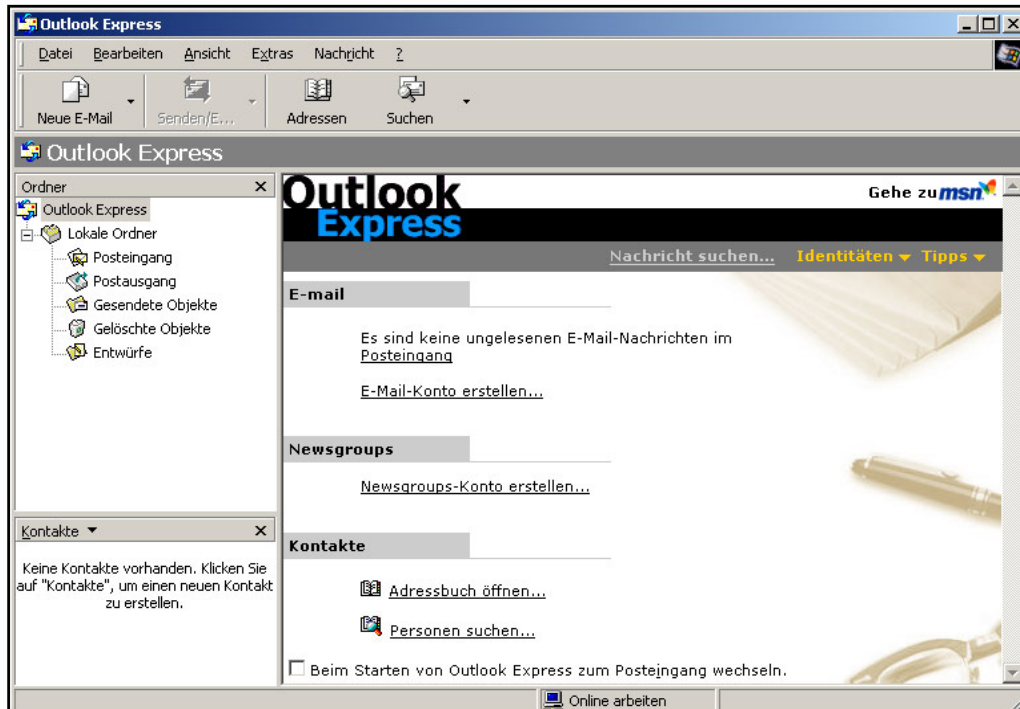 Outlook Express
Datei Bearbeiten Ansicht Extras Nachricht ?
Neue E-Mail Senden/E... Adressen Suchen
Outlook Express
Ordner
Outlook Express
Lokale Ordner
Posteingang
Postausgang
Gesendete Objekte
Gelöschte Objekte
Entwürfe
Kontakte
Keine Kontakte vorhanden. Klicken Sie
auf "Kontakte", um einen neuen Kontakt
zu erstellen.
Outlook
Express
Gehe zu msn
Nachricht suchen... Identitäten Tipps
E-mail
Es sind keine ungelesenen E-Mail-Nachrichten im
Posteingang
E-Mail-Konto erstellen...
Newsgroups
Newsgroups-Konto erstellen...
Kontakte
Adressbuch öffnen...
Personen suchen...
Beim Starten von Outlook Express zum Posteingang wechseln.
Online arbeiten